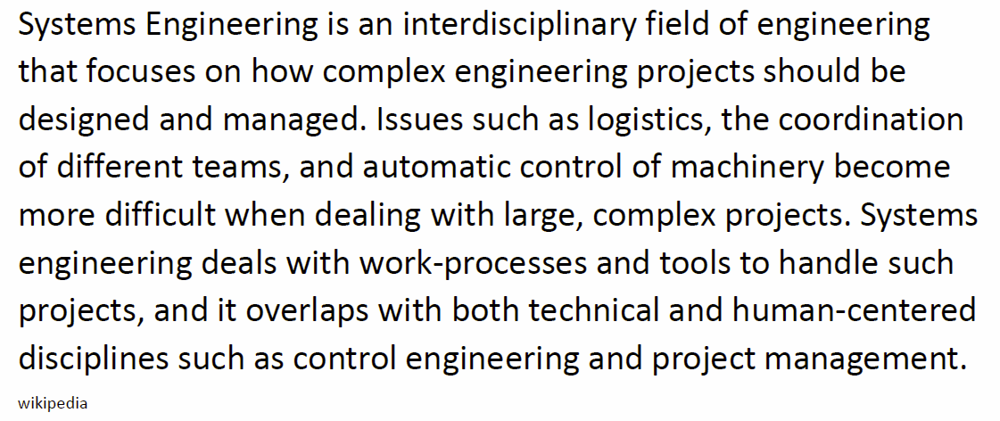 Systems Engineering is an interdisciplinary field of engineering
that focuses on how complex engineering projects should be
designed and managed. Issues such as logistics, the coordination
of different teams, and automatic control of machinery become
more difficult when dealing with large, complex projects. Systems
engineering deals with work-processes and tools to handle such
projects, and it overlaps with both technical and human-centered
disciplines such as control engineering and project management.
wikipedia